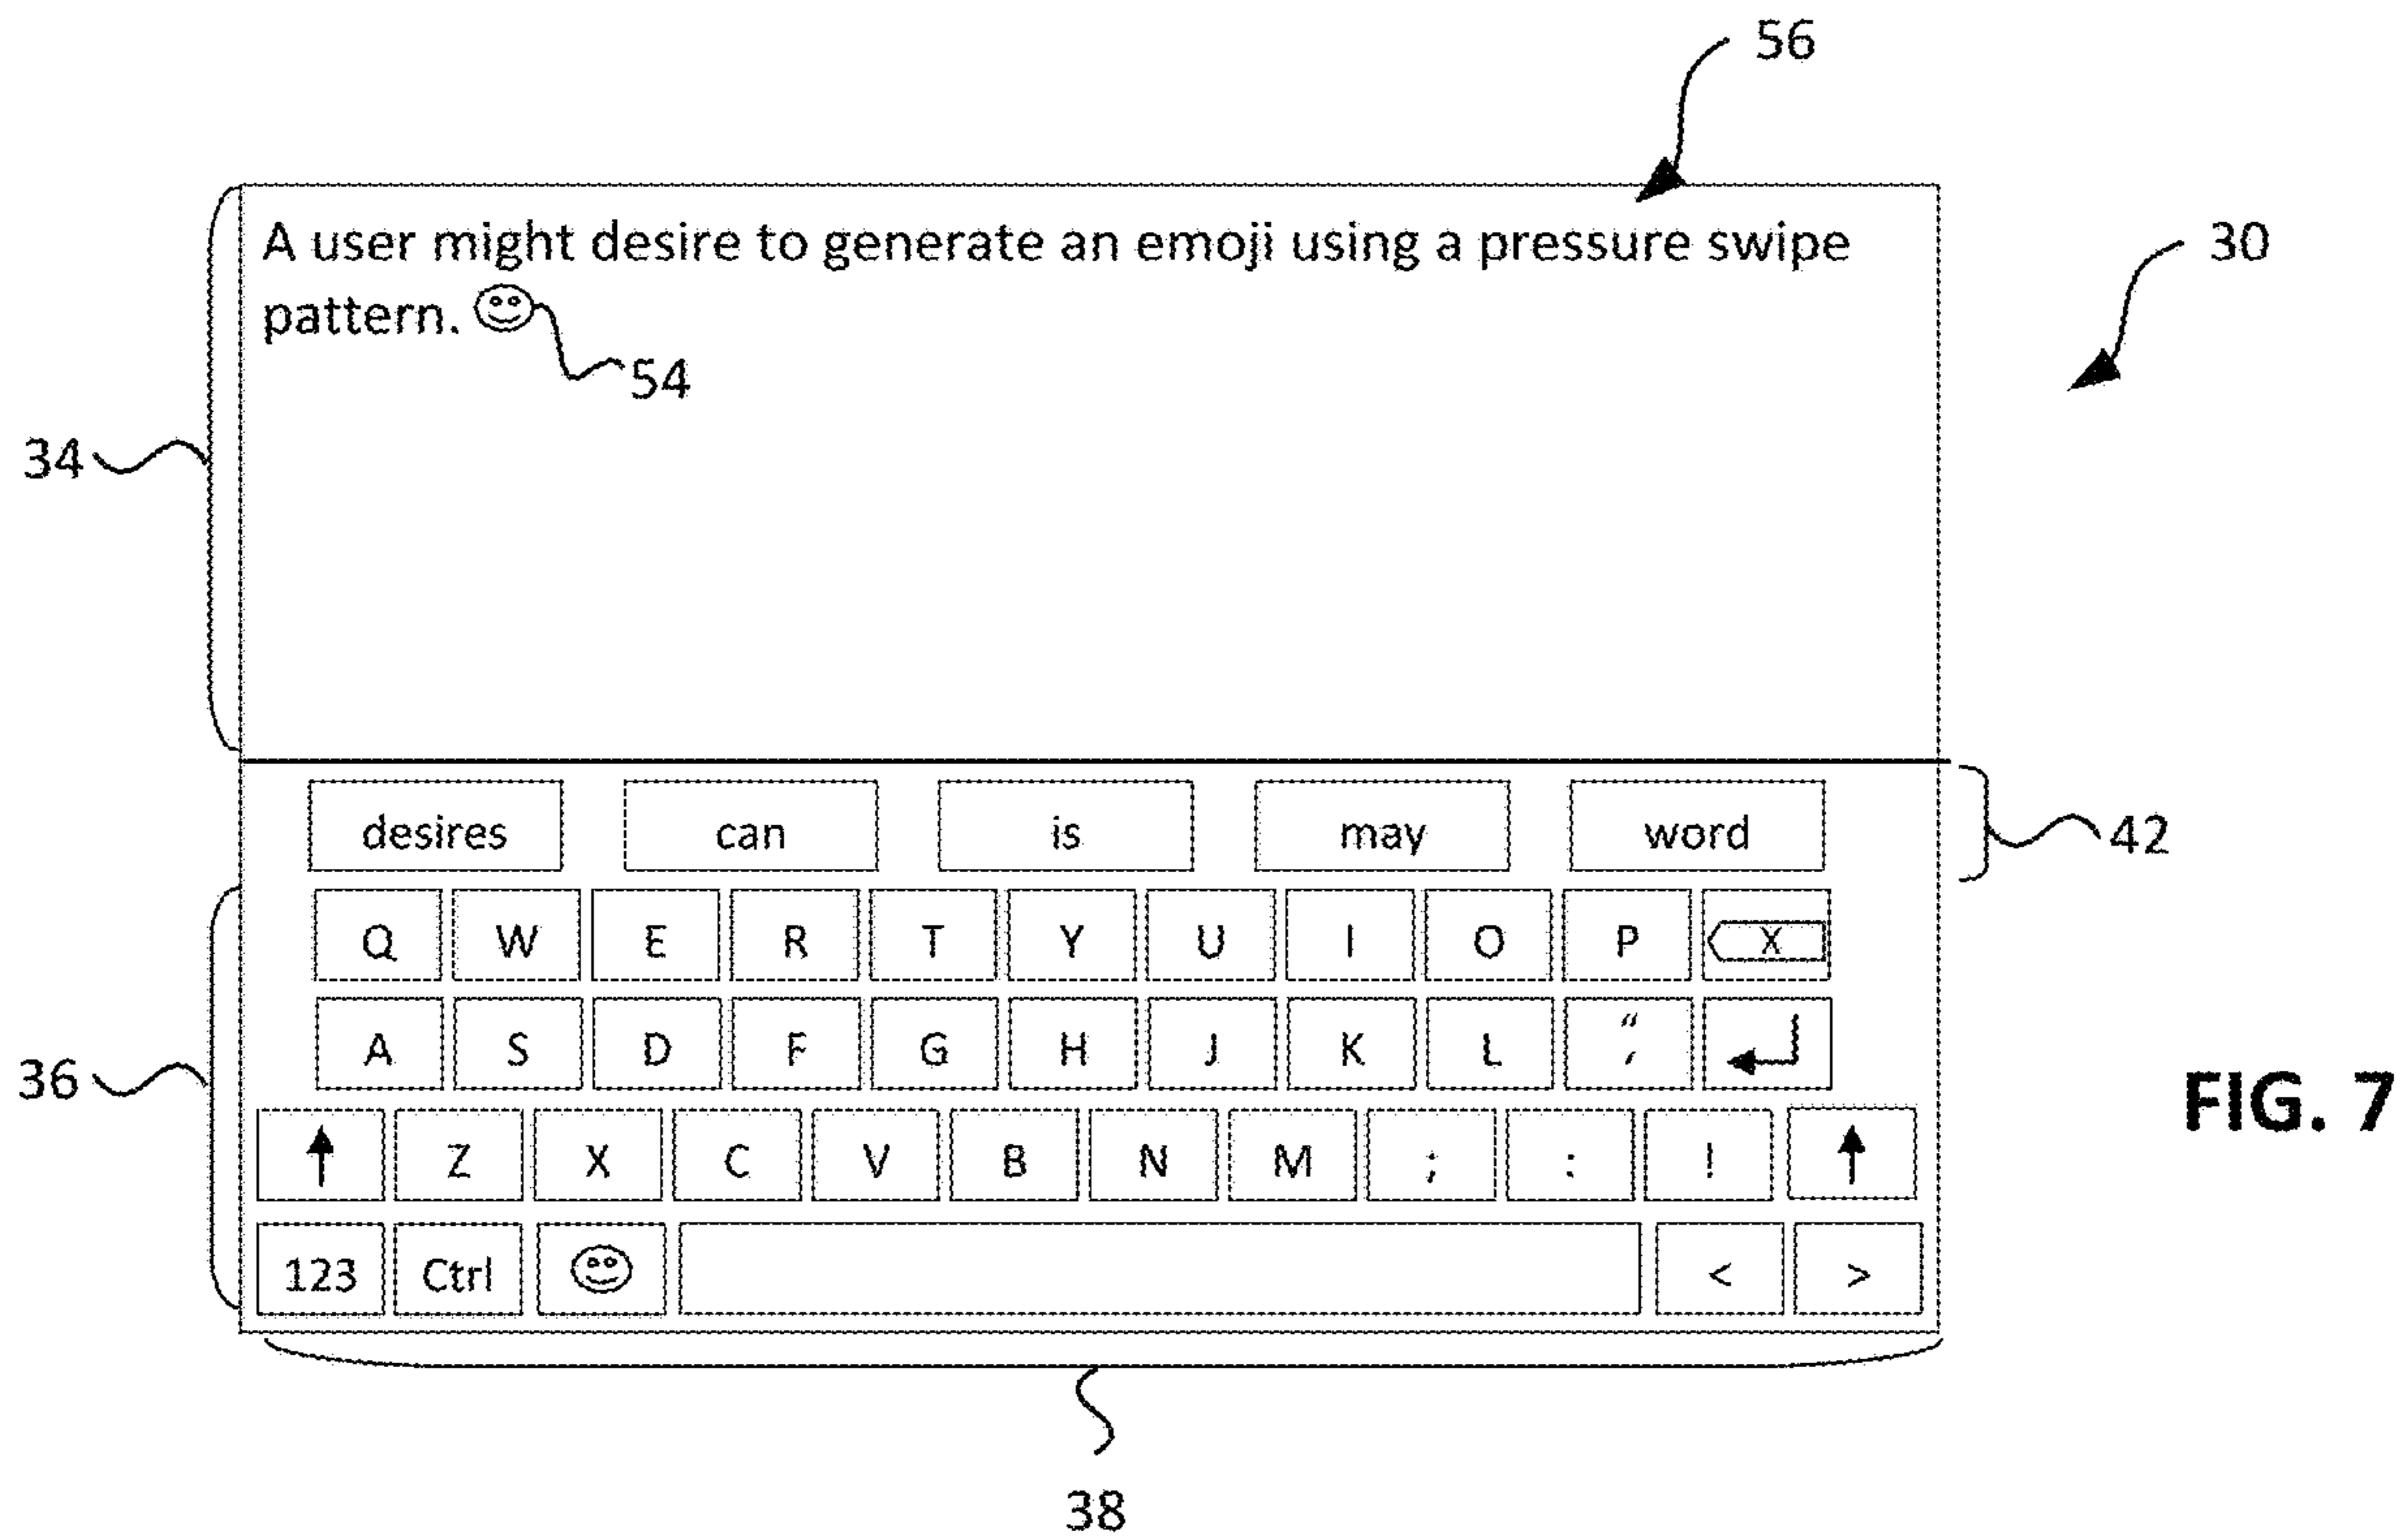 56
A user might desire to generate an emoji using a pressure swipe
30
pattern.
54
34
desires can is may word
42
Q W E R T Y U I O P X
A S D F G H J K L " ,
36
FIG. 7
Z X C V B N M ; : !
123 Ctrl < >
38